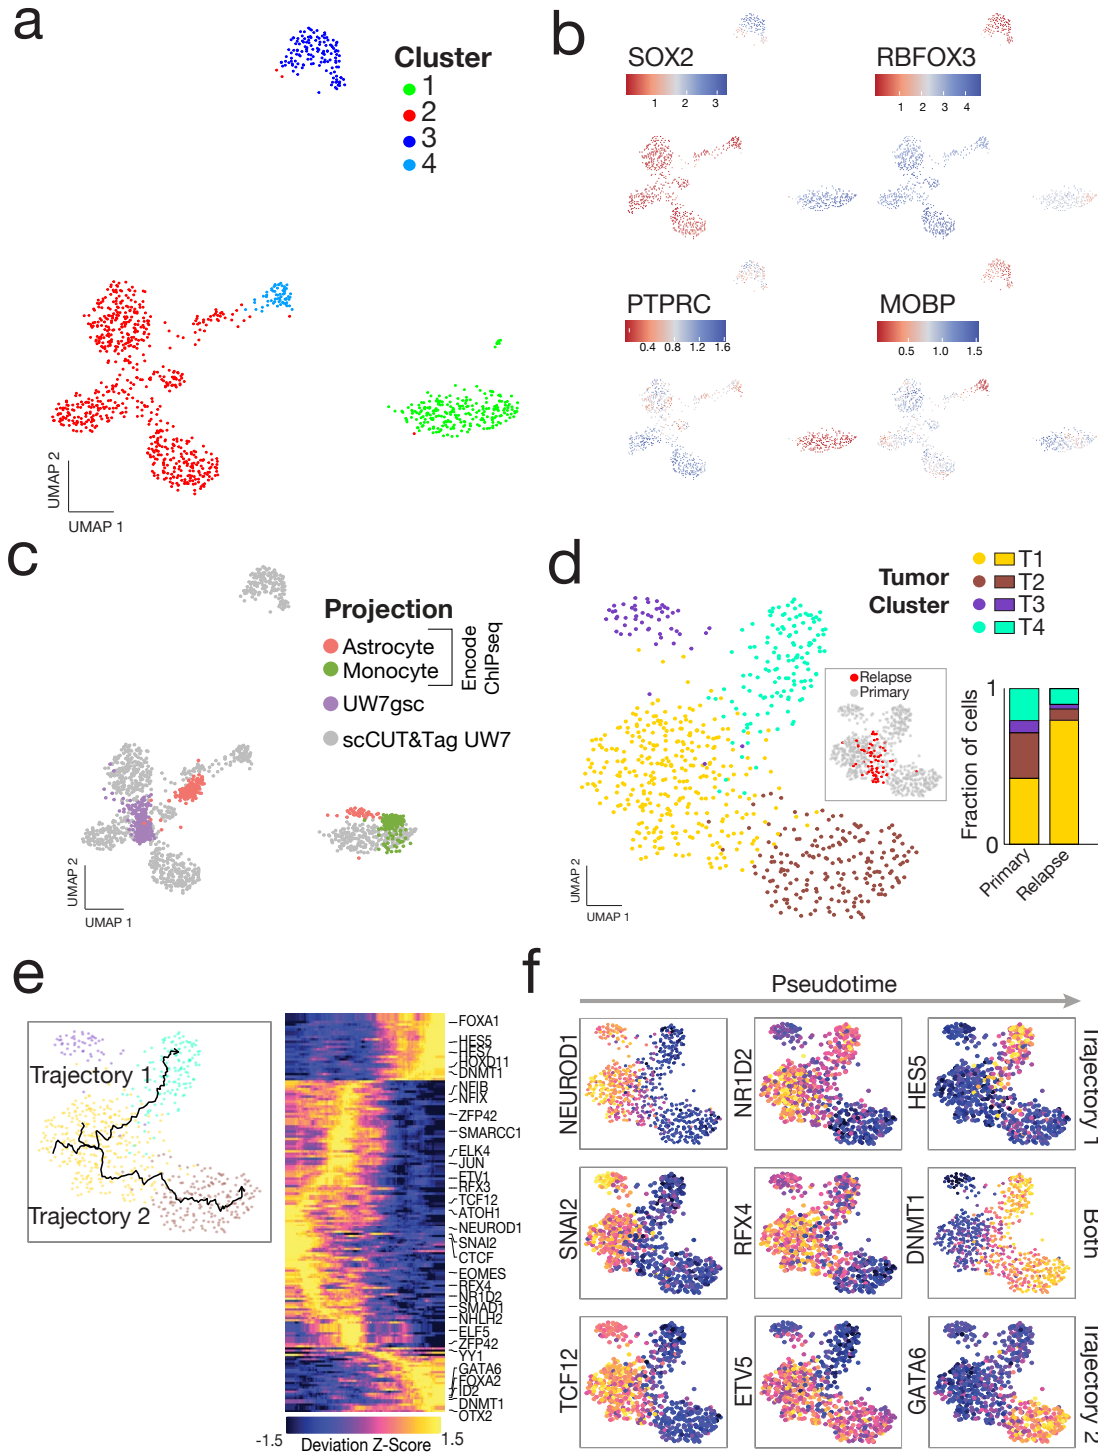 a
Cluster
1
2
3
4
UMAP 2
UMAP 1
b
SOX2
1 2 3
RBFOX3
1 2 3 4
PTPRC
0.4 0.8 1.2 1.6
MOBP
0.5 1.0 1.5
c
Projection
Astrocyte
Monocyte
Encode
ChIPseq
UW7gsc
scCUT&Tag UW7
UMAP 2
UMAP 1
d
Tumor
Cluster
T1
T2
T3
T4
Relapse
Primary
1
Fraction of cells
0
Primary
Relapse
UMAP 2
UMAP 1
e
Trajectory 1
Trajectory 2
FOXA1
HES5
HES7
HOXD11
DNMT1
NFIB
NFIX
ZFP42
SMARCC1
ELK4
JUN
ETV1
RFX3
TCF12
ATOH1
NEUROD1
SNAI2
CTCF
EOMES
RFX4
NR1D2
SMAD1
NHLH2
ELF5
ZFP42
YY1
GATA6
FOXA2
ID2
DNMT1
OTX2
-1.5 1.5
Deviation Z-Score
f
Pseudotime
NEUROD1
NR1D2
HES5
Trajectory 1
SNAI2
RFX4
DNMT1
Both
TCF12
ETV5
GATA6
Trajectory 2